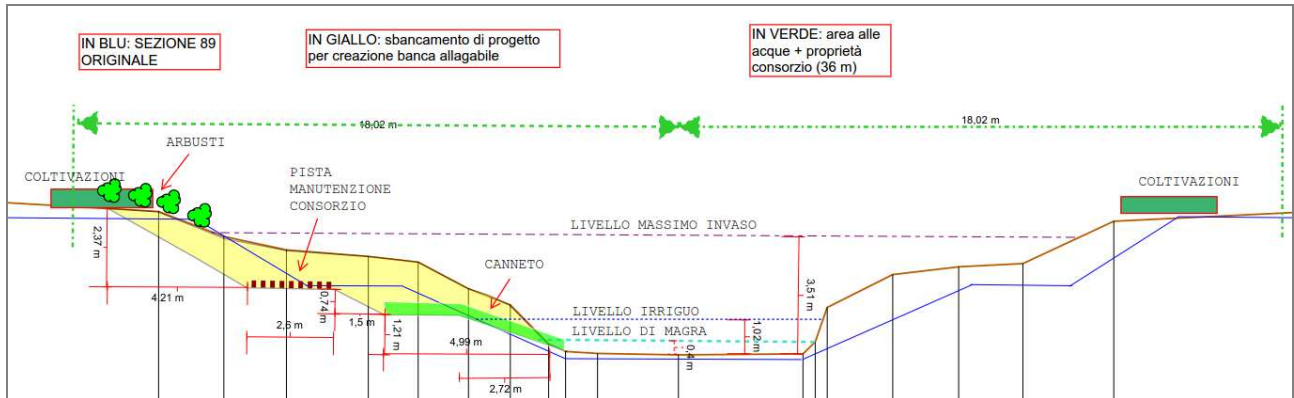 IN BLU: SEZIONE 89
ORIGINALE
IN GIALLO: sbancamento di progetto
per creazione banca allagabile
IN VERDE: area alle
acque + proprietà
consorzio (36 m)
18,02 m
18,02 m
ARBUSTI
COLTIVAZIONI
PISTA
MANUTENZIONE
CONSORZIO
COLTIVAZIONI
LIVELLO MASSIMO INVASO
2,37 m
CANNETO
3,51 m
4,21 m
0,74 m
LIVELLO IRRIGUO
LIVELLO DI MAGRA
1,02 m
2,6 m
1,5 m
1,21 m
4,99 m
0,4 m
2,72 m